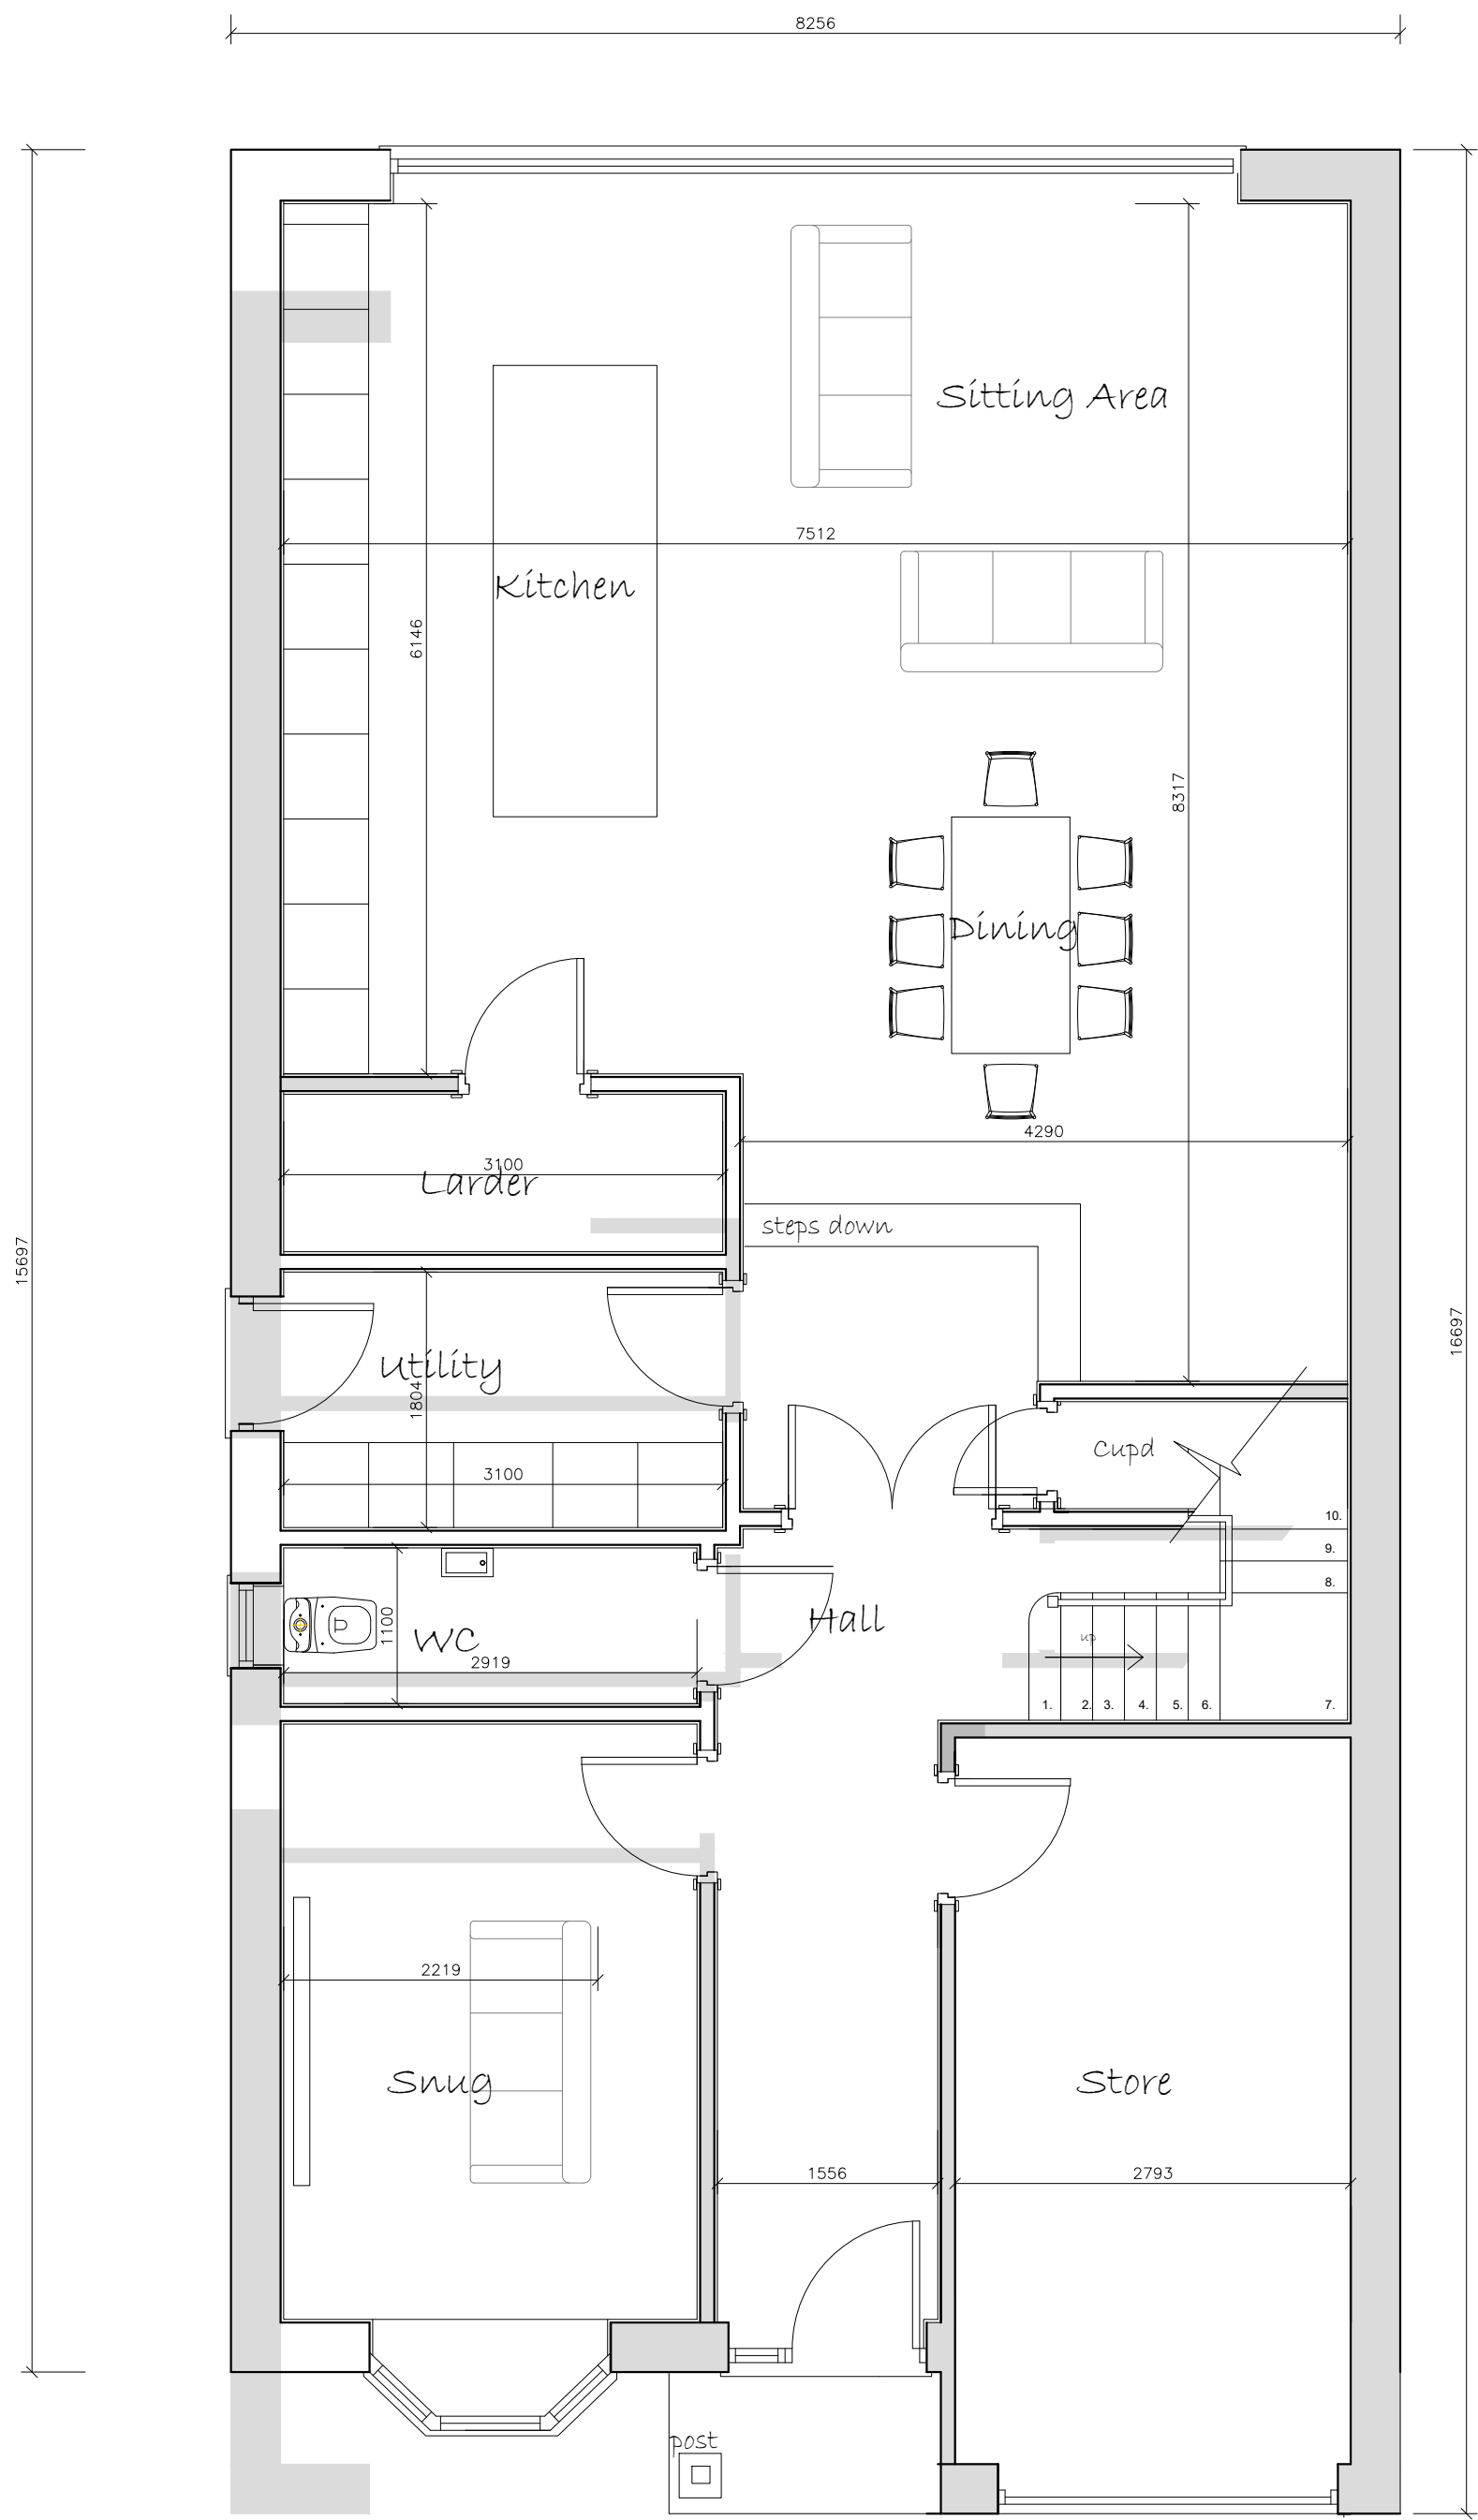 8256
Sitting Area
7512
Kitchen
6146
8317
Dining
4290
3100
Larder
steps down
15697
16697
Utility
1804
Cupd
3100
10.
9.
8.
1100
WC
Hall
up
2919
1. 2. 3. 4. 5. 6. 7.
2219
Snug
Store
1556
2793
post